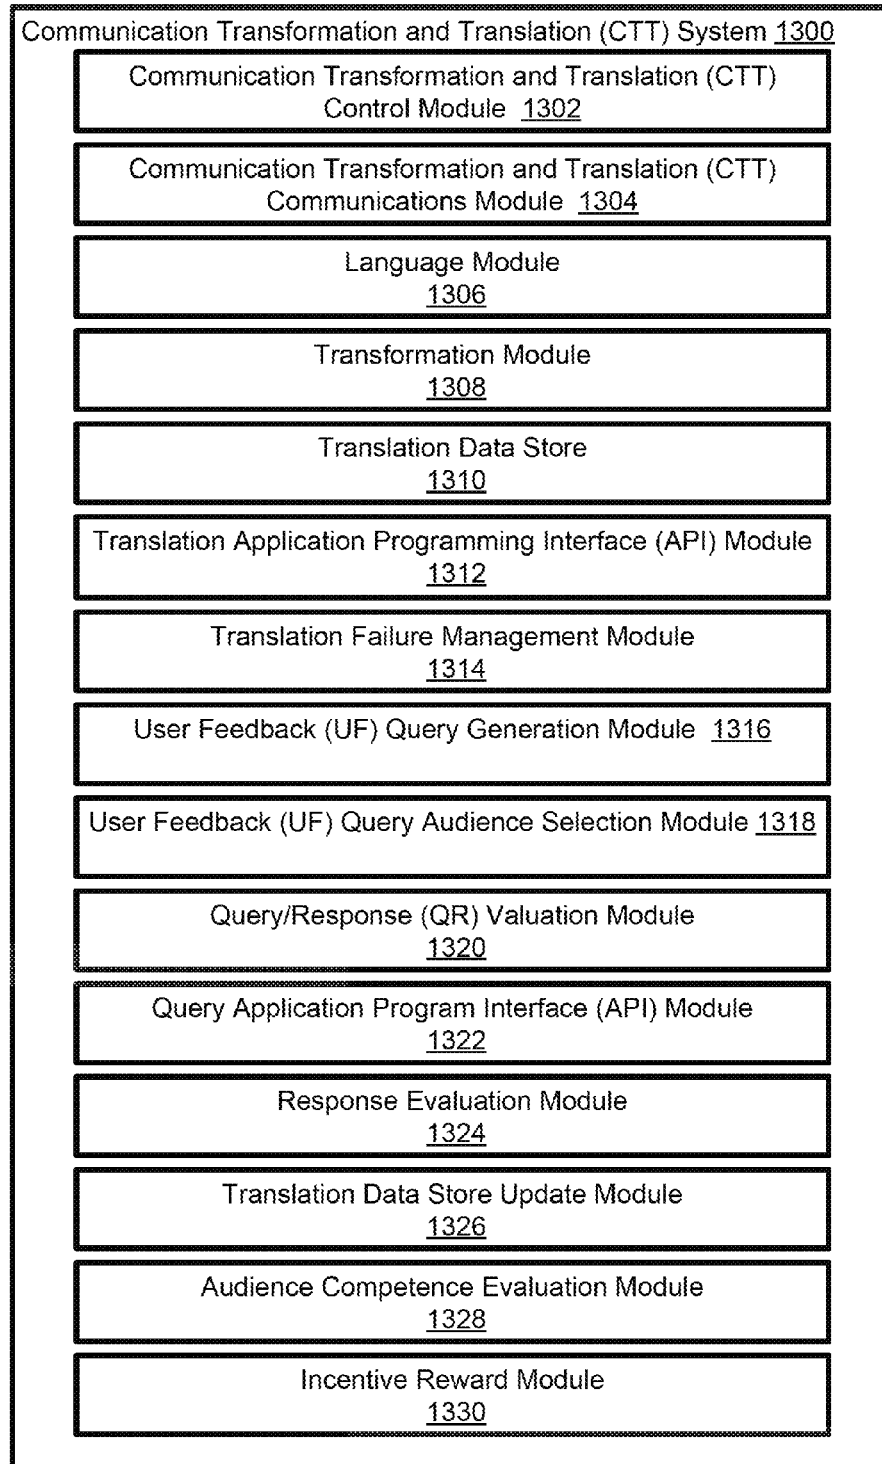 Communication Transformation and Translation (CTT) System 1300
Communication Transformation and Translation (CTT)
Control Module 1302
Communication Transformation and Translation (CTT)
Communications Module 1304
Language Module
1306
Transformation Module
1308
Translation Data Store
1310
Translation Application Programming Interface (API) Module
1312
Translation Failure Management Module
1314
User Feedback (UF) Query Generation Module 1316
User Feedback (UF) Query Audience Selection Module 1318
Query/Response (QR) Valuation Module
1320
Query Application Program Interface (API) Module
1322
Response Evaluation Module
1324
Translation Data Store Update Module
1326
Audience Competence Evaluation Module
1328
Incentive Reward Module
1330